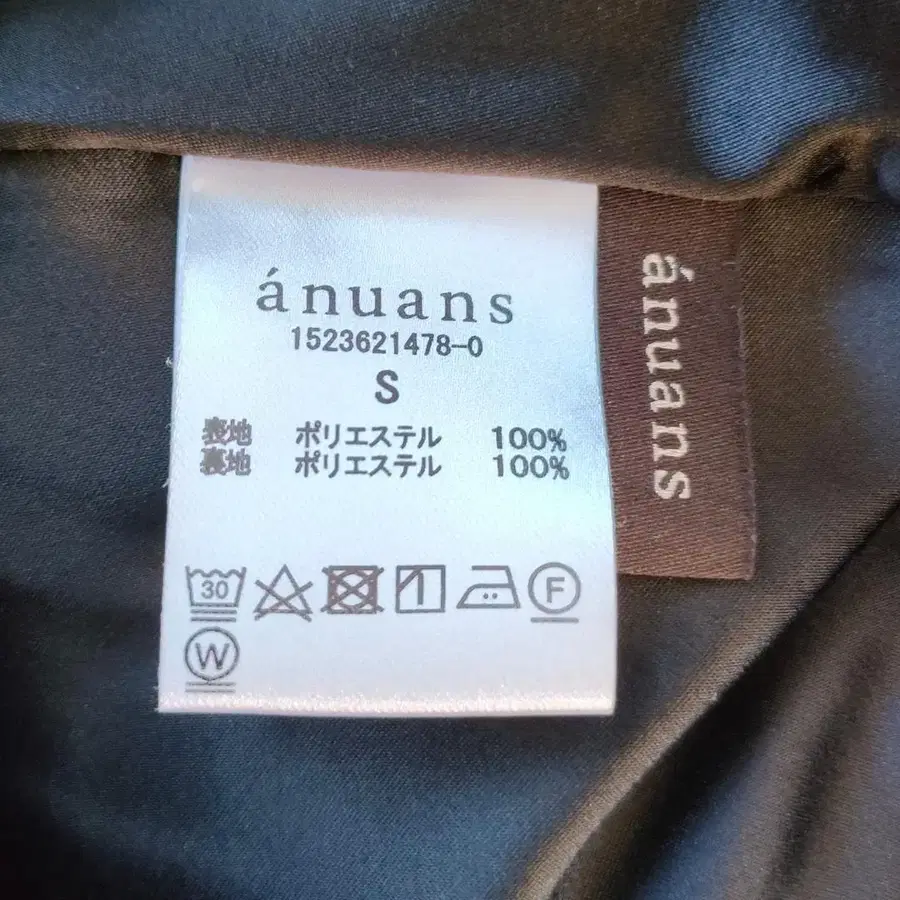 ánuans
1523621478-0
S
表地 ポリエステル 100%
裏地 ポリエステル 100%
30
F
W
ánuans